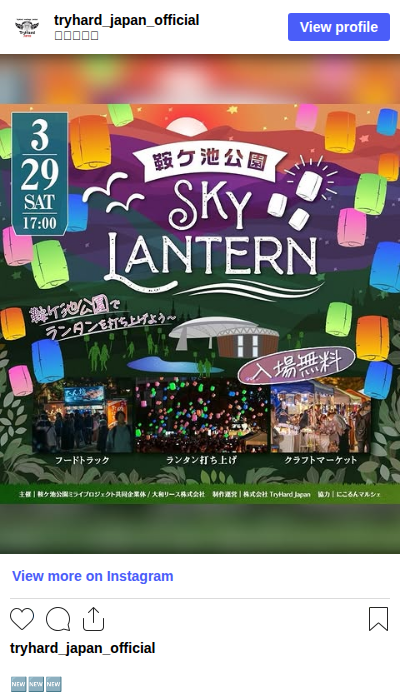 tryhard_japan_official
View profile
3
29
SAT
17:00
鞍ケ池公園
SKY
LANTERN
鞍ケ池公園で
ランタンを打ち上げよう〜
入場無料
フードトラック
ランタン打ち上げ
クラフトマーケット
主催｜鞍ケ池公園ミライプロジェクト共同企業体 / 大和リース株式会社　制作運営｜株式会社 TryHard Japan　協力｜にころんマルシェ
View more on Instagram
tryhard_japan_official
🆕🆕🆕